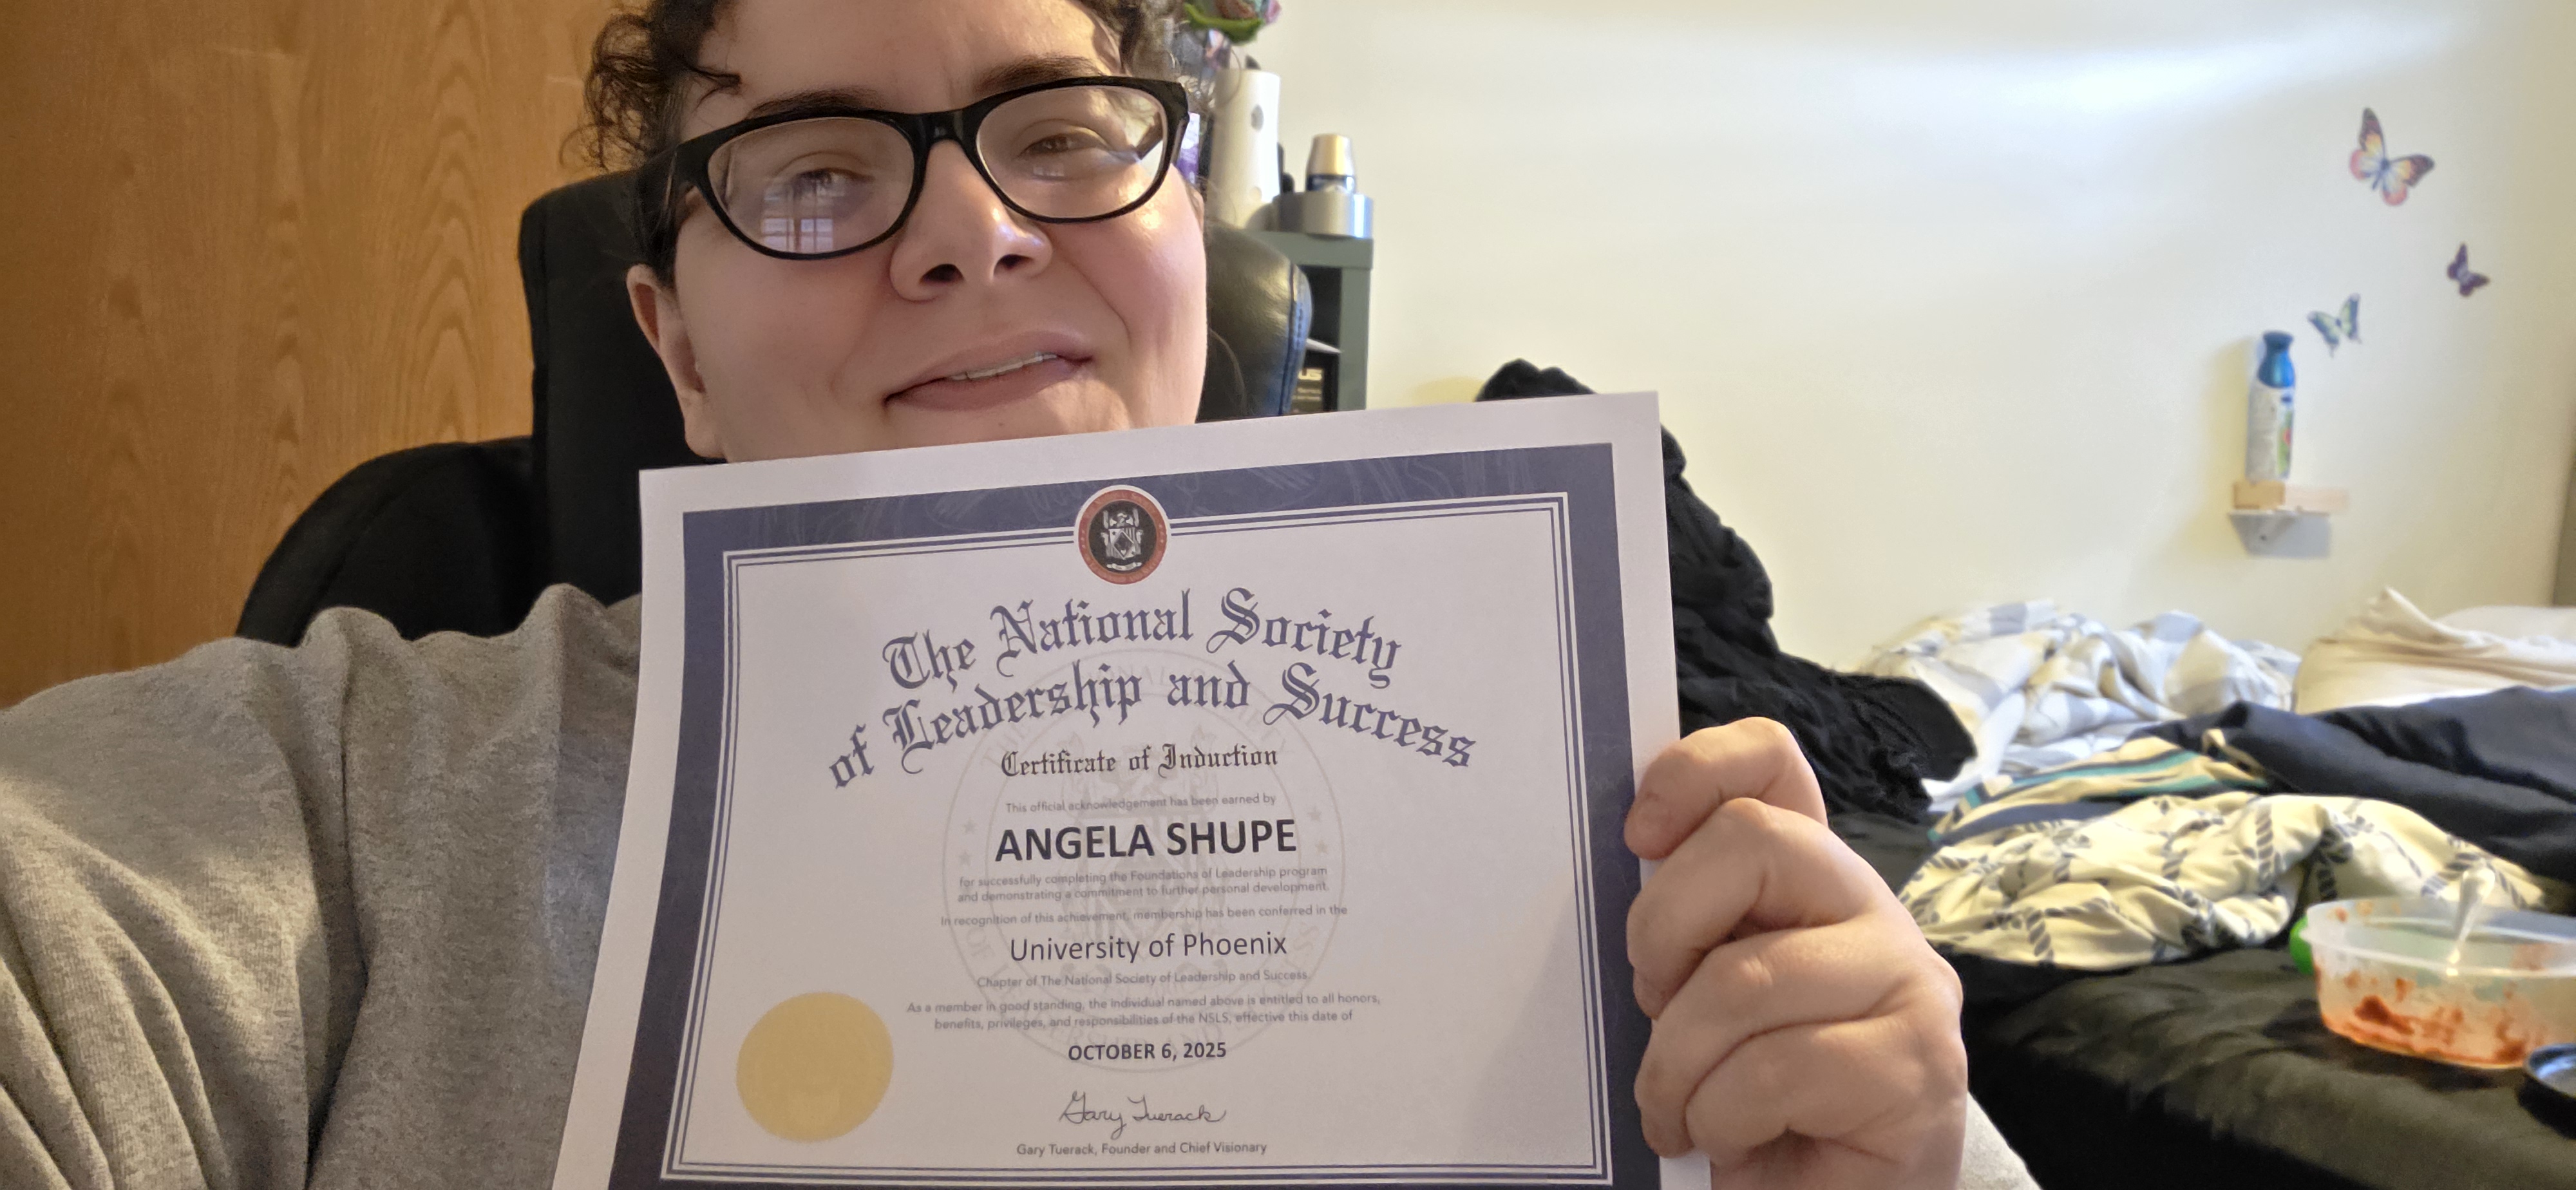 The National Society
of Leadership and Success
Certificate of Induction
This official acknowledgement has been earned by
ANGELA SHUPE
for successfully completing the Foundations of Leadership program
and demonstrating a commitment to further personal development.
In recognition of this achievement, membership has been conferred in the
University of Phoenix
Chapter of The National Society of Leadership and Success.
As a member in good standing, the individual named above is entitled to all honors,
benefits, privileges, and responsibilities of the NSLS, effective this date of
OCTOBER 6, 2025
Gary Tuerack
Gary Tuerack, Founder and Chief Visionary